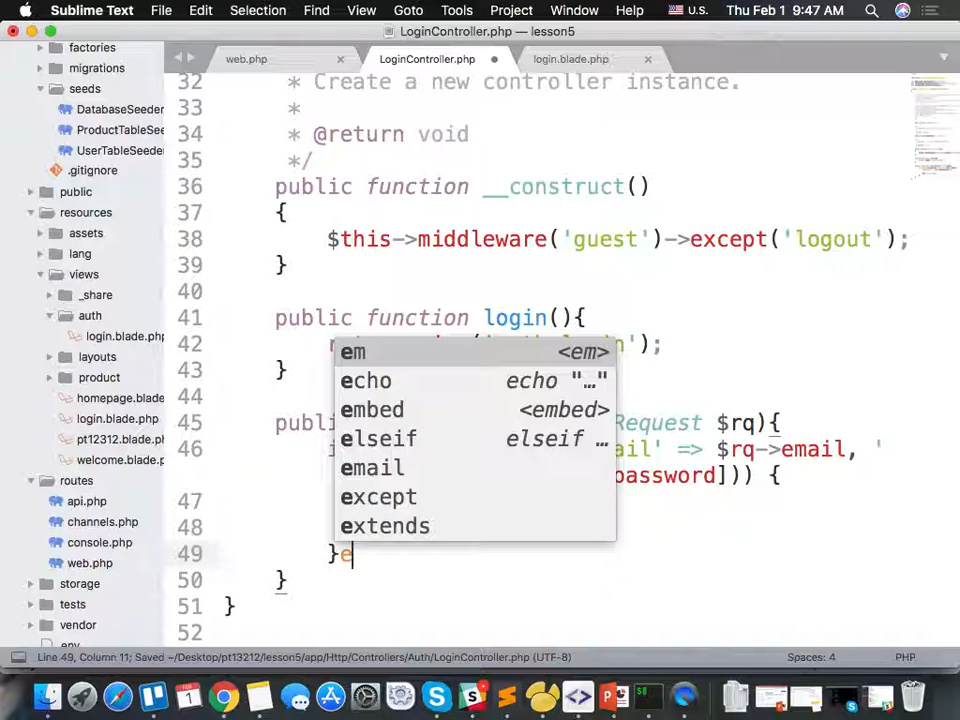 Sublime Text File Edit Selection Find View Goto Tools Project Window Help U.S. Thu Feb 1 9:47 AM
LoginController.php — lesson5
web.php × LoginController.php login.blade.php ×
factories
migrations
seeds
DatabaseSeeder
ProductTableSee
UserTableSeeder
.gitignore
public
resources
assets
lang
views
_share
auth
login.blade.php
layouts
product
homepage.blade
login.blade.php
pt12312.blade.ph
welcome.blade.p
routes
api.php
channels.php
console.php
web.php
storage
tests
vendor
.env
32 * Create a new controller instance.
33 *
34 * @return void
35 */
36 public function __construct()
37 {
38 $this->middleware('guest')->except('logout');
39 }
40
41 public function login(){
42 ');
43 }
44
45 Request $rq){
46 => $rq->email, '
password])) {
47
48
49 }e
50 }
51 }
52
em <em>
echo echo "…"
embed <embed>
elseif elseif …
email
except
extends
Line 49, Column 11; Saved ~/Desktop/pt13212/lesson5/app/Http/Controllers/Auth/LoginController.php (UTF-8) Spaces: 4 PHP